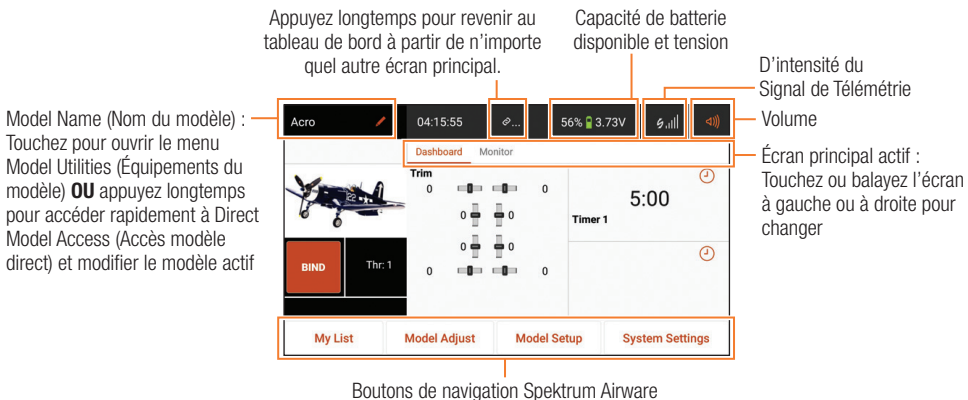 Appuyez longtemps pour revenir au
tableau de bord à partir de n’importe
quel autre écran principal.
Capacité de batterie
disponible et tension
D’intensité du
Signal de Télémétrie
Volume
Model Name (Nom du modèle) :
Touchez pour ouvrir le menu
Model Utilities (Équipements du
modèle) OU appuyez longtemps
pour accéder rapidement à Direct
Model Access (Accès modèle
direct) et modifier le modèle actif
Écran principal actif :
Touchez ou balayez l’écran
à gauche ou à droite pour
changer
Acro
04:15:55
...
56% 3.73V
Dashboard Monitor
Trim
0 0
0 0
0 0
0 0
5:00
Timer 1
BIND
Thr: 1
My List Model Adjust Model Setup System Settings
Boutons de navigation Spektrum Airware